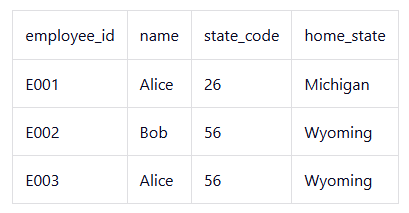 employee_id name state_code home_state
E001 Alice 26 Michigan
E002 Bob 56 Wyoming
E003 Alice 56 Wyoming